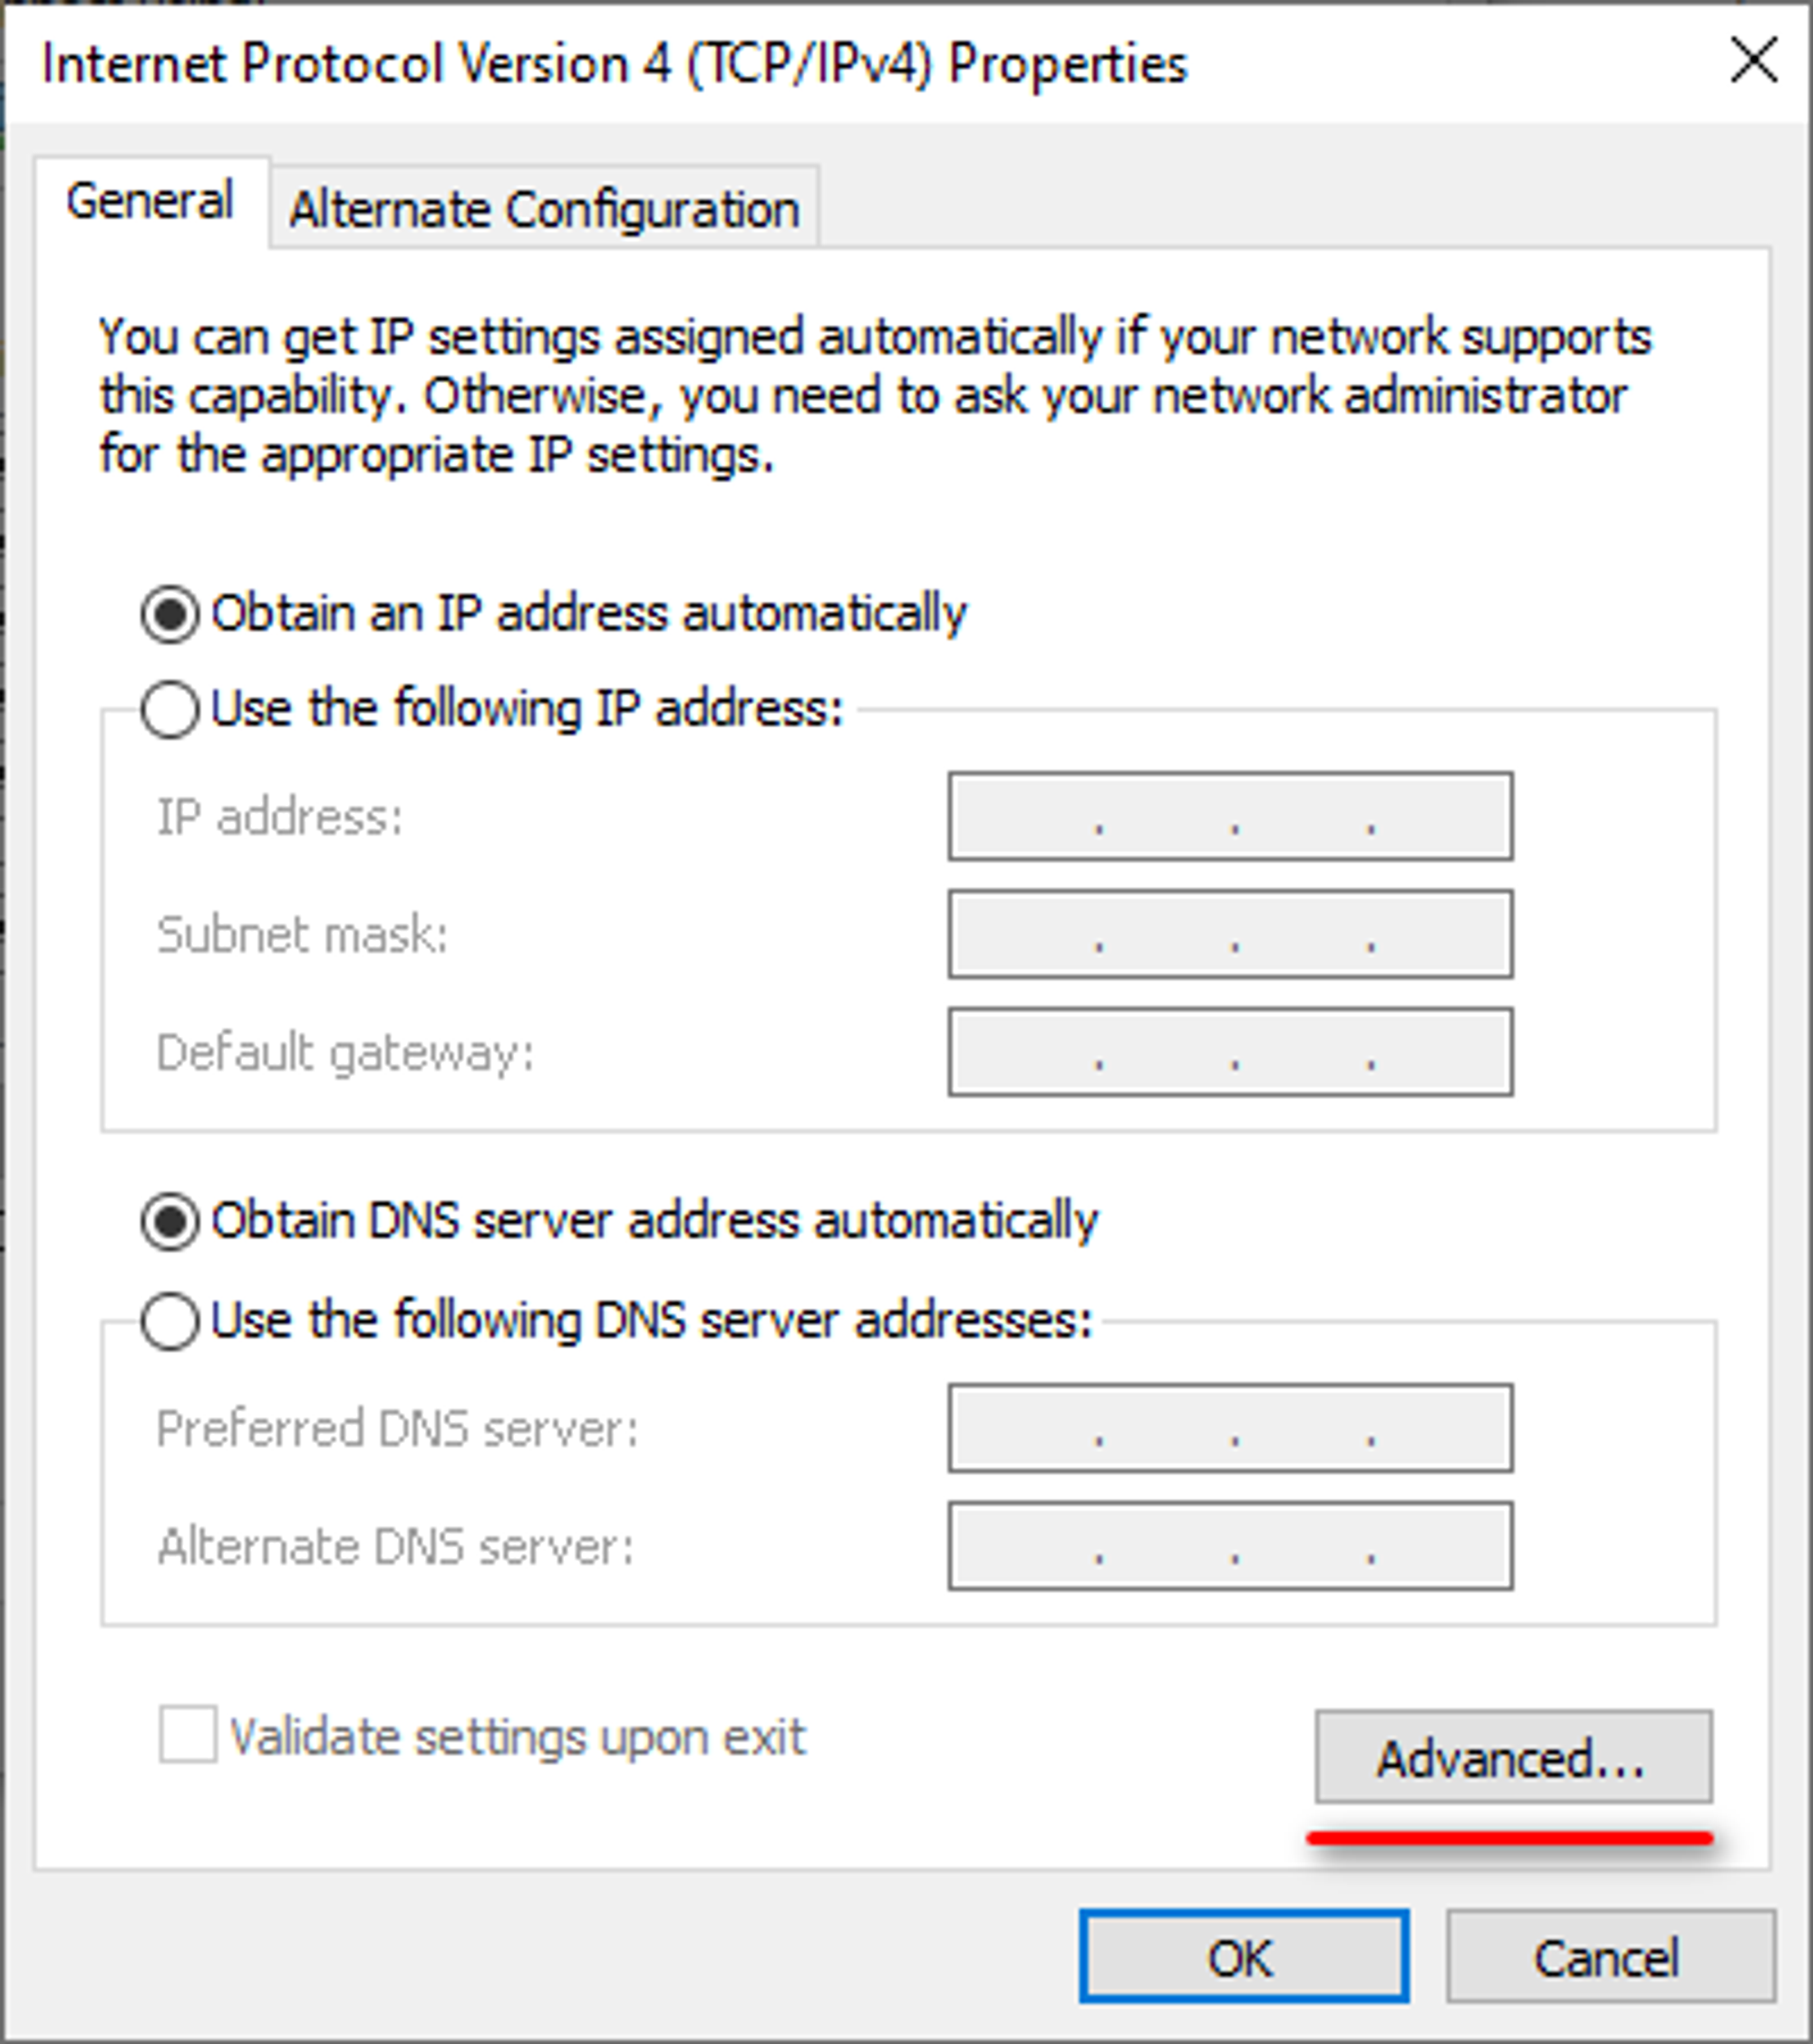 Internet Protocol Version 4 (TCP/IPv4) Properties
General
Alternate Configuration
You can get IP settings assigned automatically if your network supports
this capability. Otherwise, you need to ask your network administrator
for the appropriate IP settings.
Obtain an IP address automatically
Use the following IP address:
IP address:
Subnet mask:
Default gateway:
Obtain DNS server address automatically
Use the following DNS server addresses:
Preferred DNS server:
Alternate DNS server:
Validate settings upon exit
Advanced...
OK
Cancel